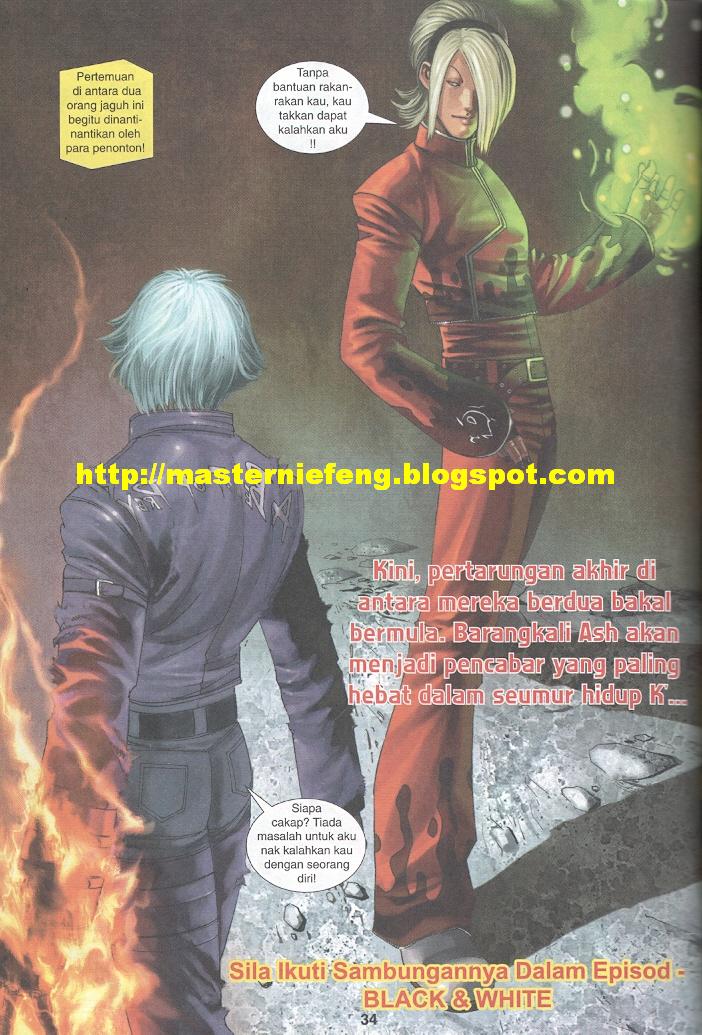 Pertemuan
di antara dua
orang jaguh ini
begitu dinanti-
nantikan oleh
para penonton!
Tanpa
bantuan rakan-
rakan kau, kau
takkan dapat
kalahkan aku
!!
http://masterniefeng.blogspot.com
Kini, pertarungan akhir di
antara mereka berdua bakal
bermula. Barangkali Ash akan
menjadi pencabar yang paling
hebat dalam seumur hidup K'...
Siapa
cakap? Tiada
masalah untuk aku
nak kalahkan kau
dengan seorang
diri!
Sila Ikuti Sambungannya Dalam Episod -
BLACK & WHITE
34